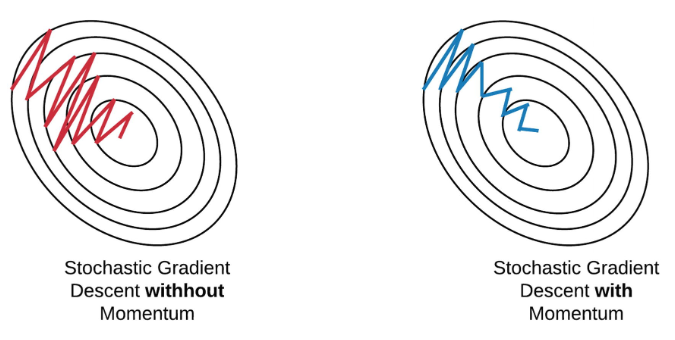 Stochastic Gradient
Descent withhout
Momentum
Stochastic Gradient
Descent with
Momentum